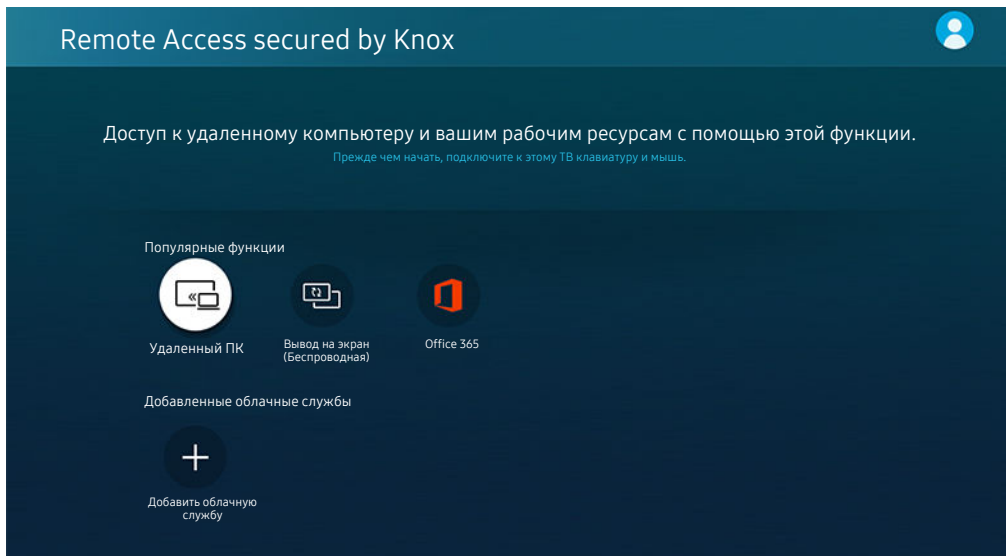 Remote Access secured by Knox
Доступ к удаленному компьютеру и вашим рабочим ресурсам с помощью этой функции.
Прежде чем начать, подключите к этому ТВ клавиатуру и мышь.
Популярные функции
Удаленный ПК
Вывод на экран
(Беспроводная)
Office 365
Добавленные облачные службы
Добавить облачную
службу